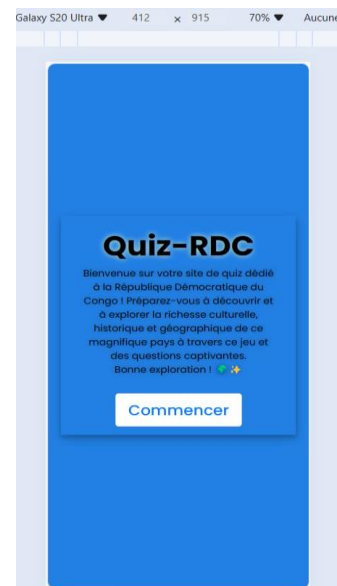 Galaxy S20 Ultra ▼ 412 x 915 70% ▼ Aucune
Quiz-RDC
Bienvenue sur votre site de quiz dédié
à la République Démocratique du
Congo ! Préparez-vous à découvrir et
à explorer la richesse culturelle,
historique et géographique de ce
magnifique pays à travers ce jeu et
des questions captivantes.
Bonne exploration ! 🌍✨
Commencer